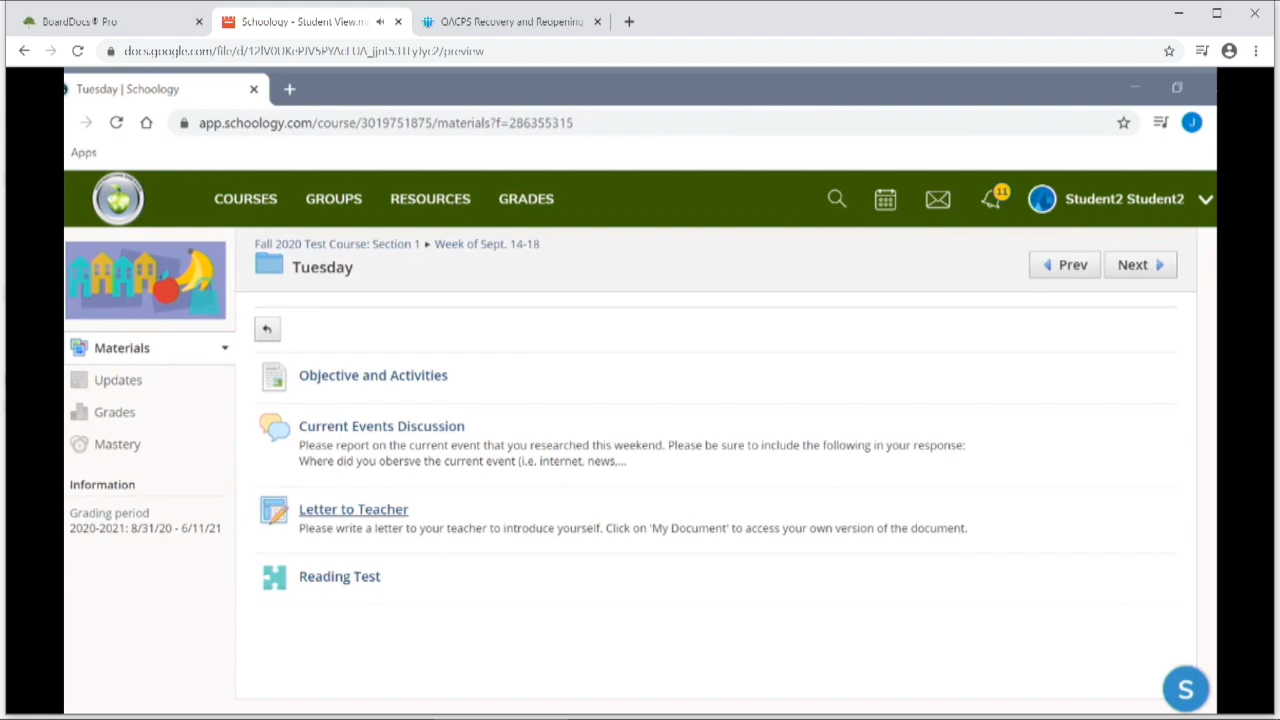 BoardDocs® Pro
Schoology - Student View.mp
QACPS Recovery and Reopening
Tuesday | Schoology
app.schoology.com/course/3019751875/materials?f=286355315
J
Apps
COURSES GROUPS RESOURCES GRADES
11
Student2 Student2
Fall 2020 Test Course: Section 1 ▸ Week of Sept. 14-18
Tuesday
Prev
Next
Materials
Updates
Grades
Mastery
Information
Grading period
2020-2021: 8/31/20 - 6/11/21
Objective and Activities
Current Events Discussion
Please report on the current event that you researched this weekend. Please be sure to include the following in your response:
Where did you obersve the current event (i.e. internet, news,...
Letter to Teacher
Please write a letter to your teacher to introduce yourself. Click on 'My Document' to access your own version of the document.
Reading Test
S